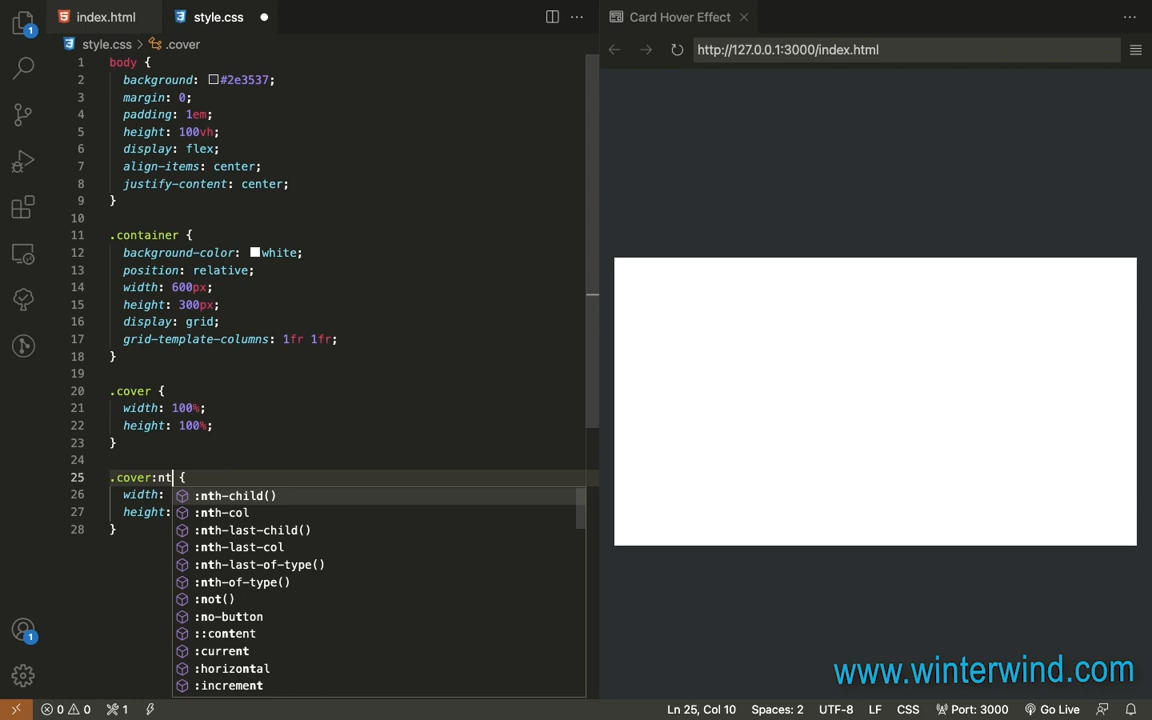 index.html
style.css
Card Hover Effect
style.css > .cover
http://127.0.0.1:3000/index.html
1 body {
2 background: #2e3537;
3 margin: 0;
4 padding: 1em;
5 height: 100vh;
6 display: flex;
7 align-items: center;
8 justify-content: center;
9 }
10
11 .container {
12 background-color: white;
13 position: relative;
14 width: 600px;
15 height: 300px;
16 display: grid;
17 grid-template-columns: 1fr 1fr;
18 }
19
20 .cover {
21 width: 100%;
22 height: 100%;
23 }
24
25 .cover:nt {
26 width:
27 height:
28 }
:nth-child()
:nth-col
:nth-last-child()
:nth-last-col
:nth-last-of-type()
:nth-of-type()
:not()
:no-button
::content
:current
:horizontal
:increment
1
1
www.winterwind.com
0 0 1
Ln 25, Col 10 Spaces: 2 UTF-8 LF CSS Port: 3000 Go Live